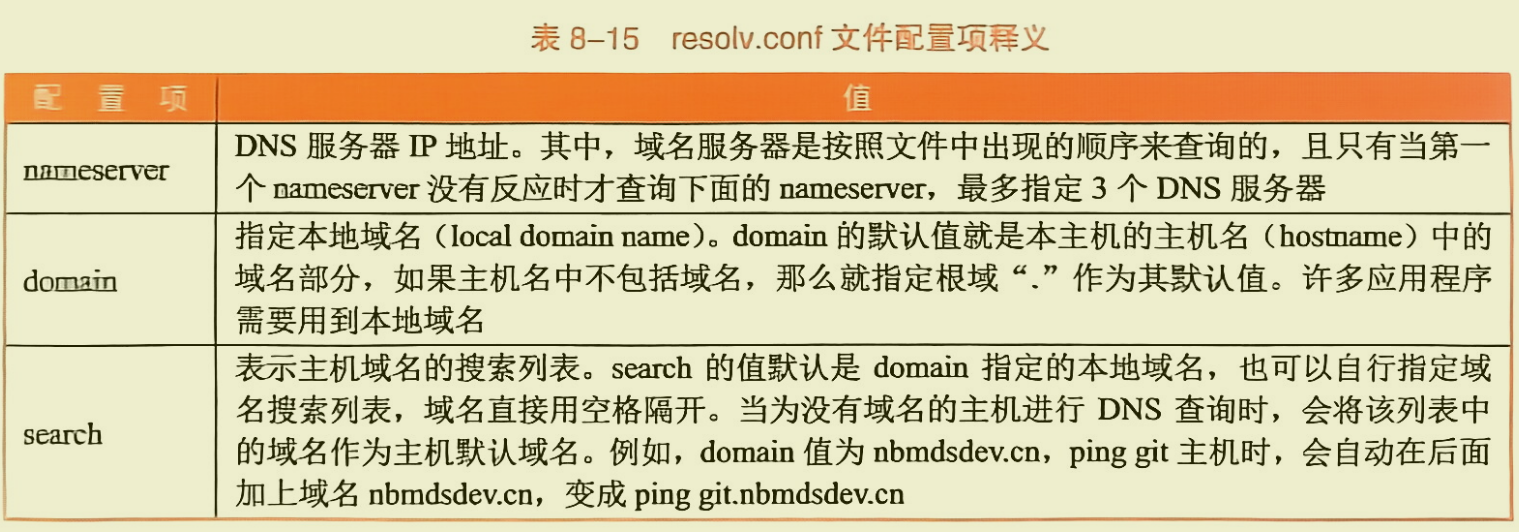 表 8–15 resolv.conf 文件配置项释义
配 置 项 值
nameserver
DNS 服务器 IP 地址。其中，域名服务器是按照文件中出现的顺序来查询的，且只有当第一
个 nameserver 没有反应时才查询下面的 nameserver，最多指定 3 个 DNS 服务器
domain
指定本地域名（local domain name）。domain 的默认值就是本主机的主机名（hostname）中的
域名部分，如果主机名中不包括域名，那么就指定根域“.”作为其默认值。许多应用程序
需要用到本地域名
search
表示主机域名的搜索列表。search 的值默认是 domain 指定的本地域名，也可以自行指定域
名搜索列表，域名直接用空格隔开。当为没有域名的主机进行 DNS 查询时，会将该列表中
的域名作为主机默认域名。例如，domain 值为 nbmdsdev.cn，ping git 主机时，会自动在后面
加上域名 nbmdsdev.cn，变成 ping git.nbmdsdev.cn